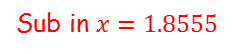 Sub in x = 1.8555